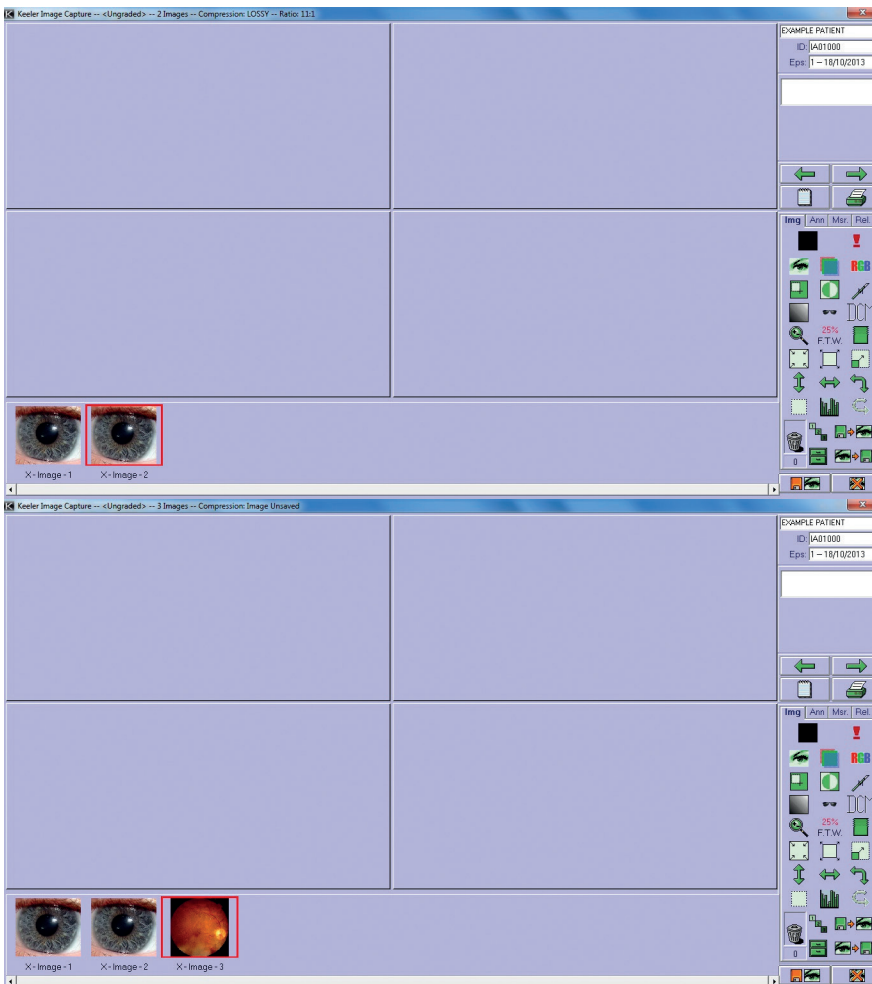 Keeler Image Capture -- <Ungraded> -- 2 Images -- Compression: LOSSY -- Ratio: 11:1
EXAMPLE PATIENT
ID: IA01000
Eps: 1 – 18/10/2013
Img Ann Msr. Rel.
RGB
DCM
25%
F.T.W.
0
X-Image-1 X-Image-2
Keeler Image Capture -- <Ungraded> -- 3 Images -- Compression: Image Unsaved
EXAMPLE PATIENT
ID: IA01000
Eps: 1 – 18/10/2013
Img Ann Msr. Rel.
RGB
DCM
25%
F.T.W.
0
X-Image-1 X-Image-2 X-Image-3